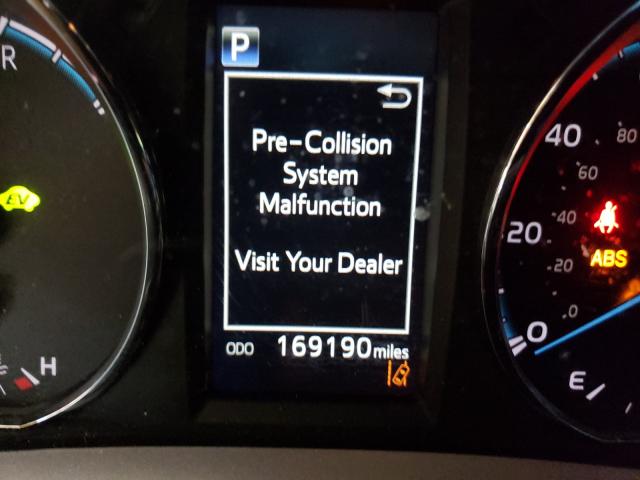 P
R
Pre-Collision
System
Malfunction
Visit Your Dealer
EV
40
80
60
40
20
20
ABS
0
0
H
E
ODO 169190 miles